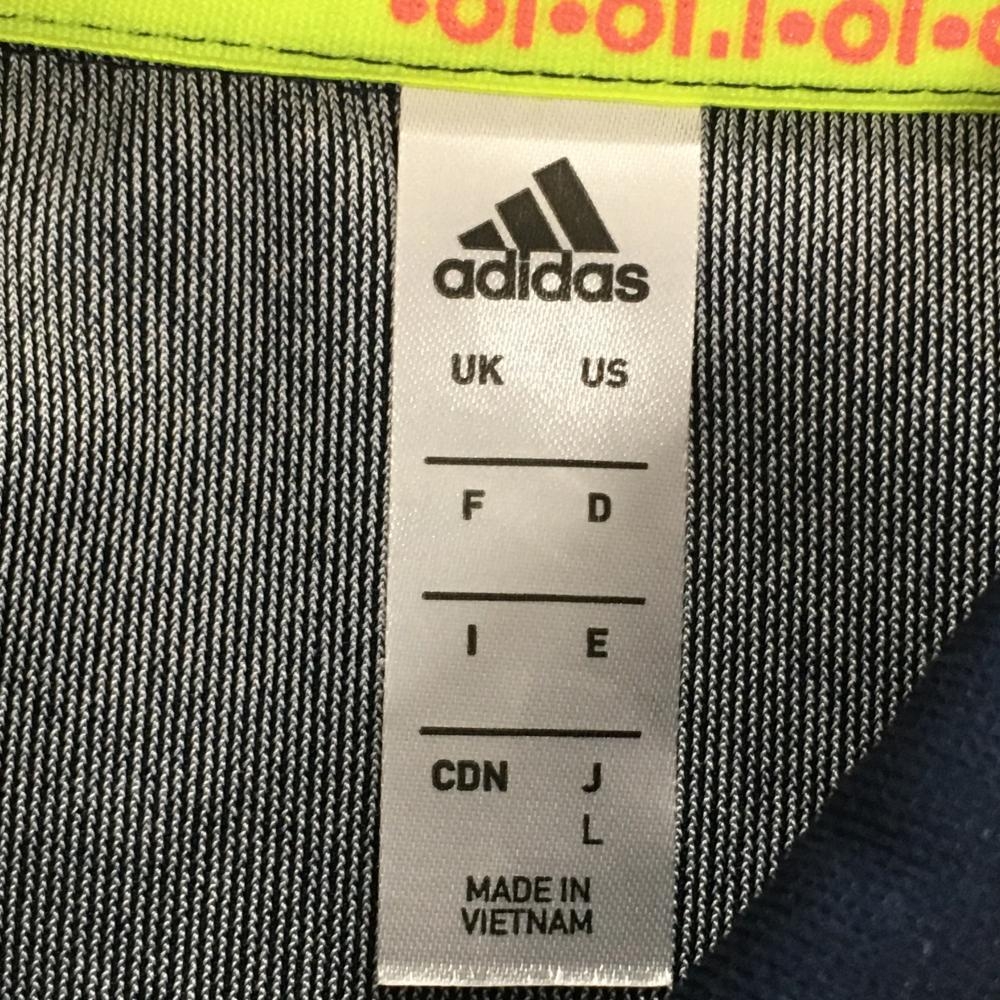 adidas
UK US
F D
I E
CDN J
L
MADE IN
VIETNAM